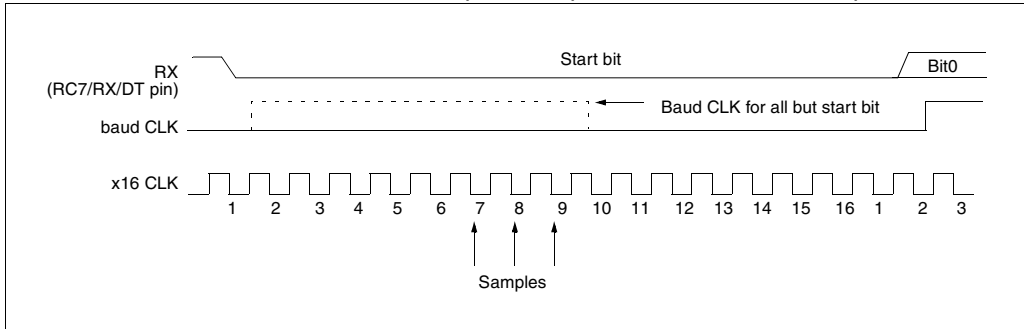 Start bit
RX
(RC7/RX/DT pin)
Bit0
Baud CLK for all but start bit
baud CLK
x16 CLK
1 2 3 4 5 6 7 8 9 10 11 12 13 14 15 16 1 2 3
Samples